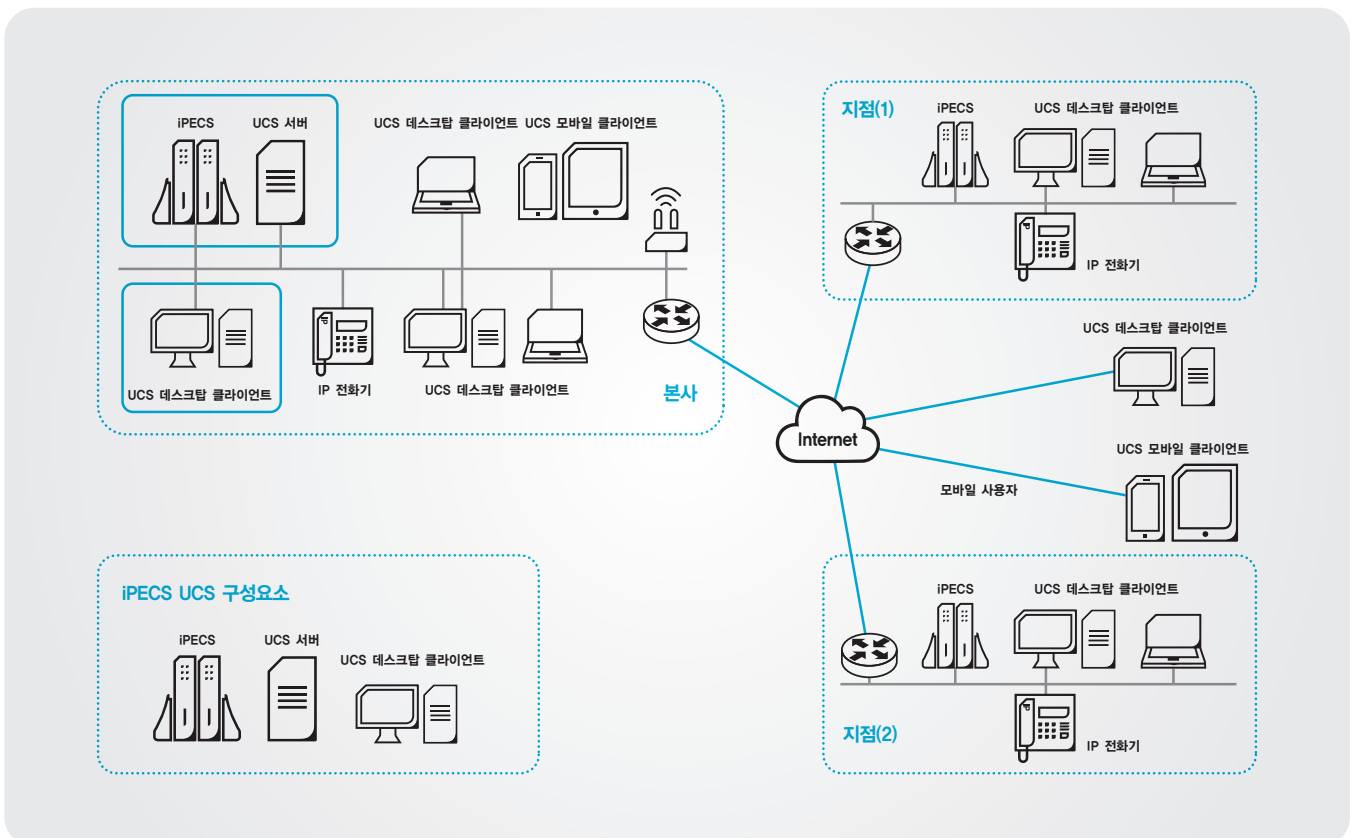 iPECS
UCS 서버
UCS 데스크탑 클라이언트
UCS 모바일 클라이언트
UCS 데스크탑 클라이언트
IP 전화기
UCS 데스크탑 클라이언트
본사
지점(1)
iPECS
UCS 데스크탑 클라이언트
IP 전화기
Internet
UCS 데스크탑 클라이언트
UCS 모바일 클라이언트
모바일 사용자
iPECS UCS 구성요소
iPECS
UCS 서버
UCS 데스크탑 클라이언트
iPECS
UCS 데스크탑 클라이언트
지점(2)
IP 전화기